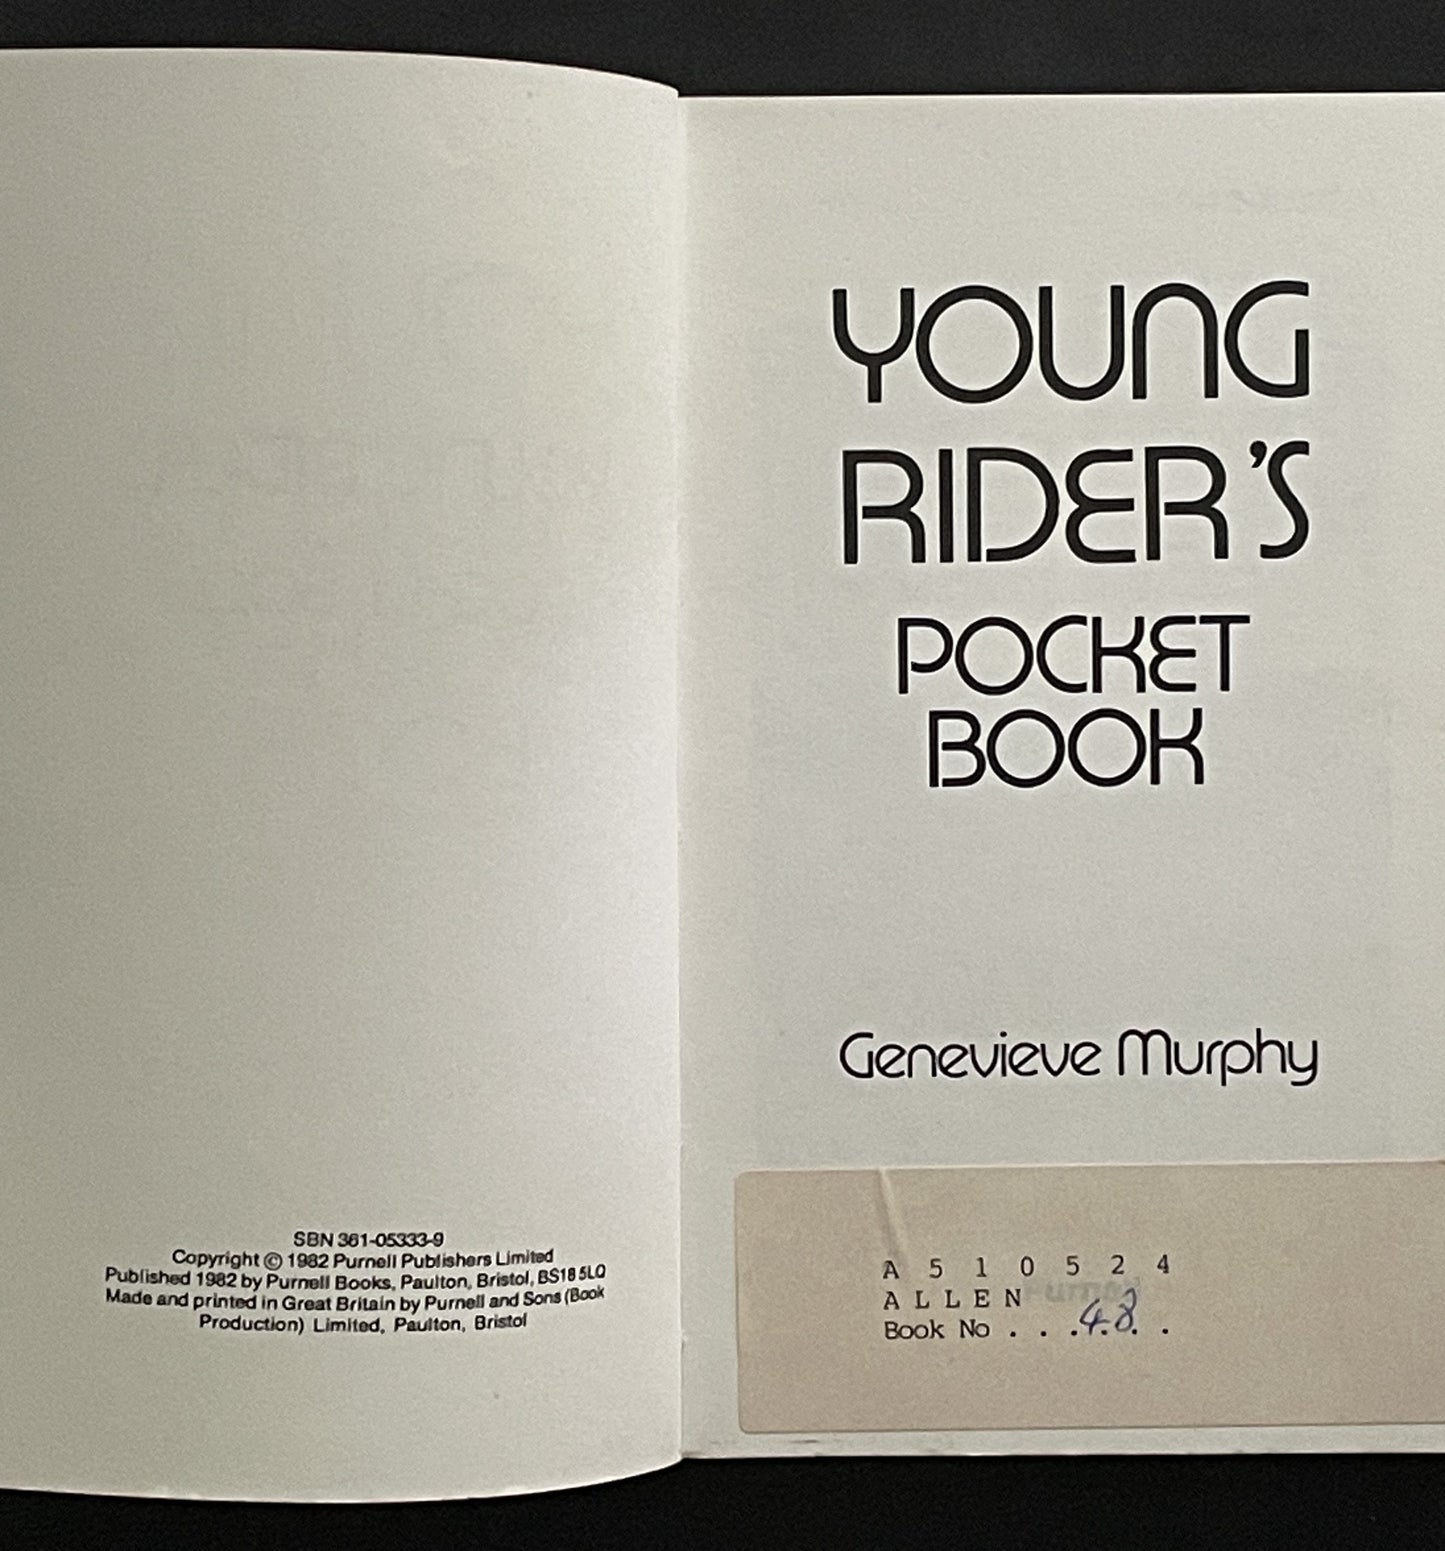 SBN 361-05333-9
Copyright © 1982 Purnell Publishers Limited
Published 1982 by Purnell Books, Paulton, Bristol, BS18 5LQ
Made and printed in Great Britain by Purnell and Sons (Book
Production) Limited, Paulton, Bristol
YOUNG
RIDER'S
POCKET
BOOK
Genevieve Murphy
A 5 1 0 5 2 4
A L L E N
Book No . . .48. .